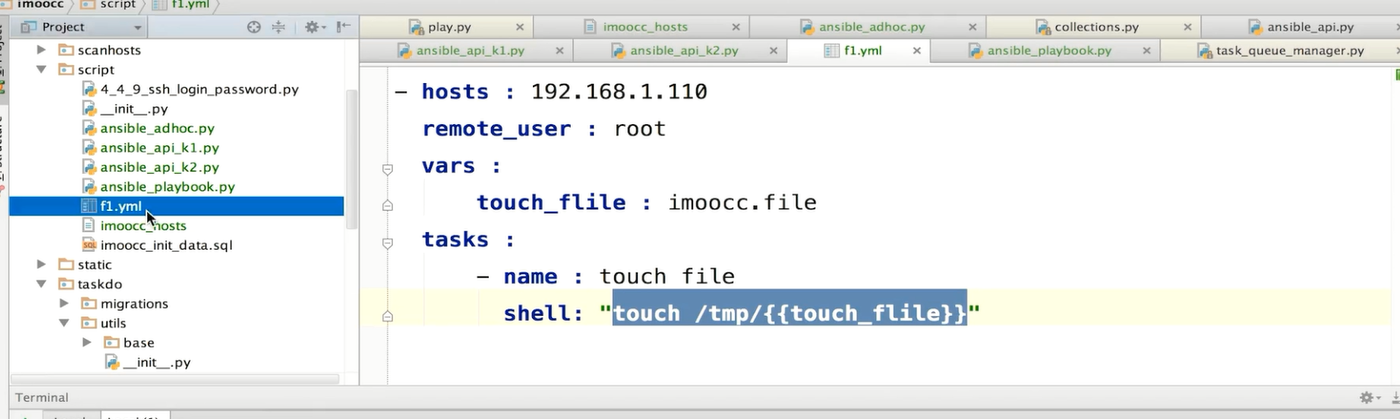 imoocc script f1.yml
Project
play.py imoocc_hosts ansible_adhoc.py collections.py ansible_api.py
ansible_api_k1.py ansible_api_k2.py f1.yml ansible_playbook.py task_queue_manager.py
scanhosts
script
4_4_9_ssh_login_password.py
__init__.py
ansible_adhoc.py
ansible_api_k1.py
ansible_api_k2.py
ansible_playbook.py
f1.yml
imoocc_hosts
imoocc_init_data.sql
static
taskdo
migrations
utils
base
__init__.py
- hosts : 192.168.1.110
remote_user : root
vars :
touch_flile : imoocc.file
tasks :
- name : touch file
shell: "touch /tmp/{{touch_flile}}"
Terminal